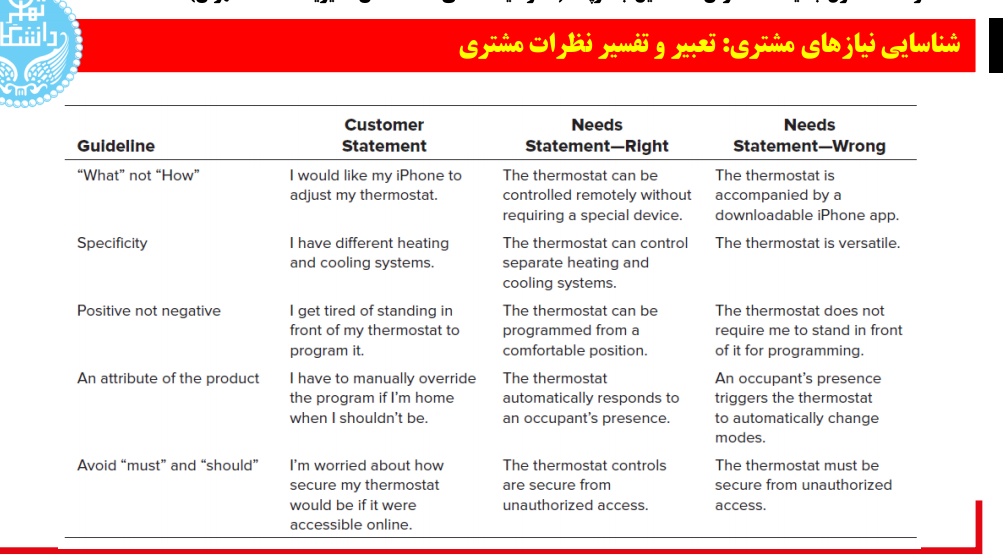 شناسایی نیازهای مشتری: تعبیر و تفسیر نظرات مشتری
Guideline
Customer
Statement
Needs
Statement—Right
Needs
Statement—Wrong
“What” not “How”
I would like my iPhone to
adjust my thermostat.
The thermostat can be
controlled remotely without
requiring a special device.
The thermostat is
accompanied by a
downloadable iPhone app.
Specificity
I have different heating
and cooling systems.
The thermostat can control
separate heating and
cooling systems.
The thermostat is versatile.
Positive not negative
I get tired of standing in
front of my thermostat to
program it.
The thermostat can be
programmed from a
comfortable position.
The thermostat does not
require me to stand in front
of it for programming.
An attribute of the product
I have to manually override
the program if I’m home
when I shouldn’t be.
The thermostat
automatically responds to
an occupant’s presence.
An occupant’s presence
triggers the thermostat
to automatically change
modes.
Avoid “must” and “should”
I’m worried about how
secure my thermostat
would be if it were
accessible online.
The thermostat controls
are secure from
unauthorized access.
The thermostat must be
secure from unauthorized
access.